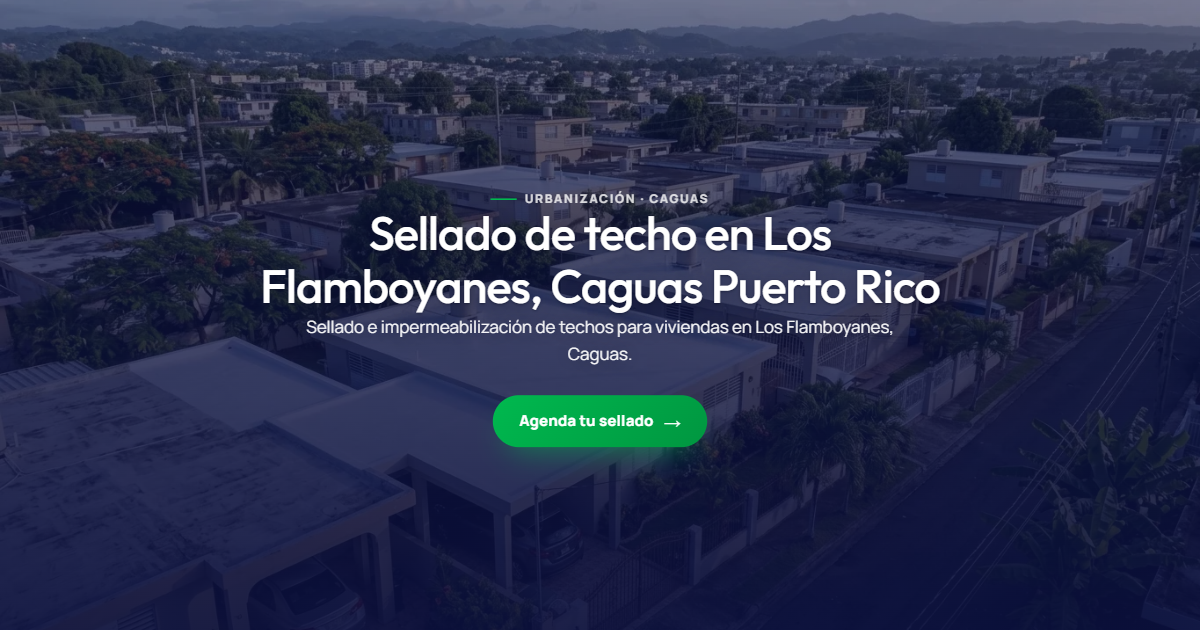 URBANIZACIÓN · CAGUAS
Sellado de techo en Los
Flamboyanes, Caguas Puerto Rico
Sellado e impermeabilización de techos para viviendas en Los Flamboyanes,
Caguas.
Agenda tu sellado →